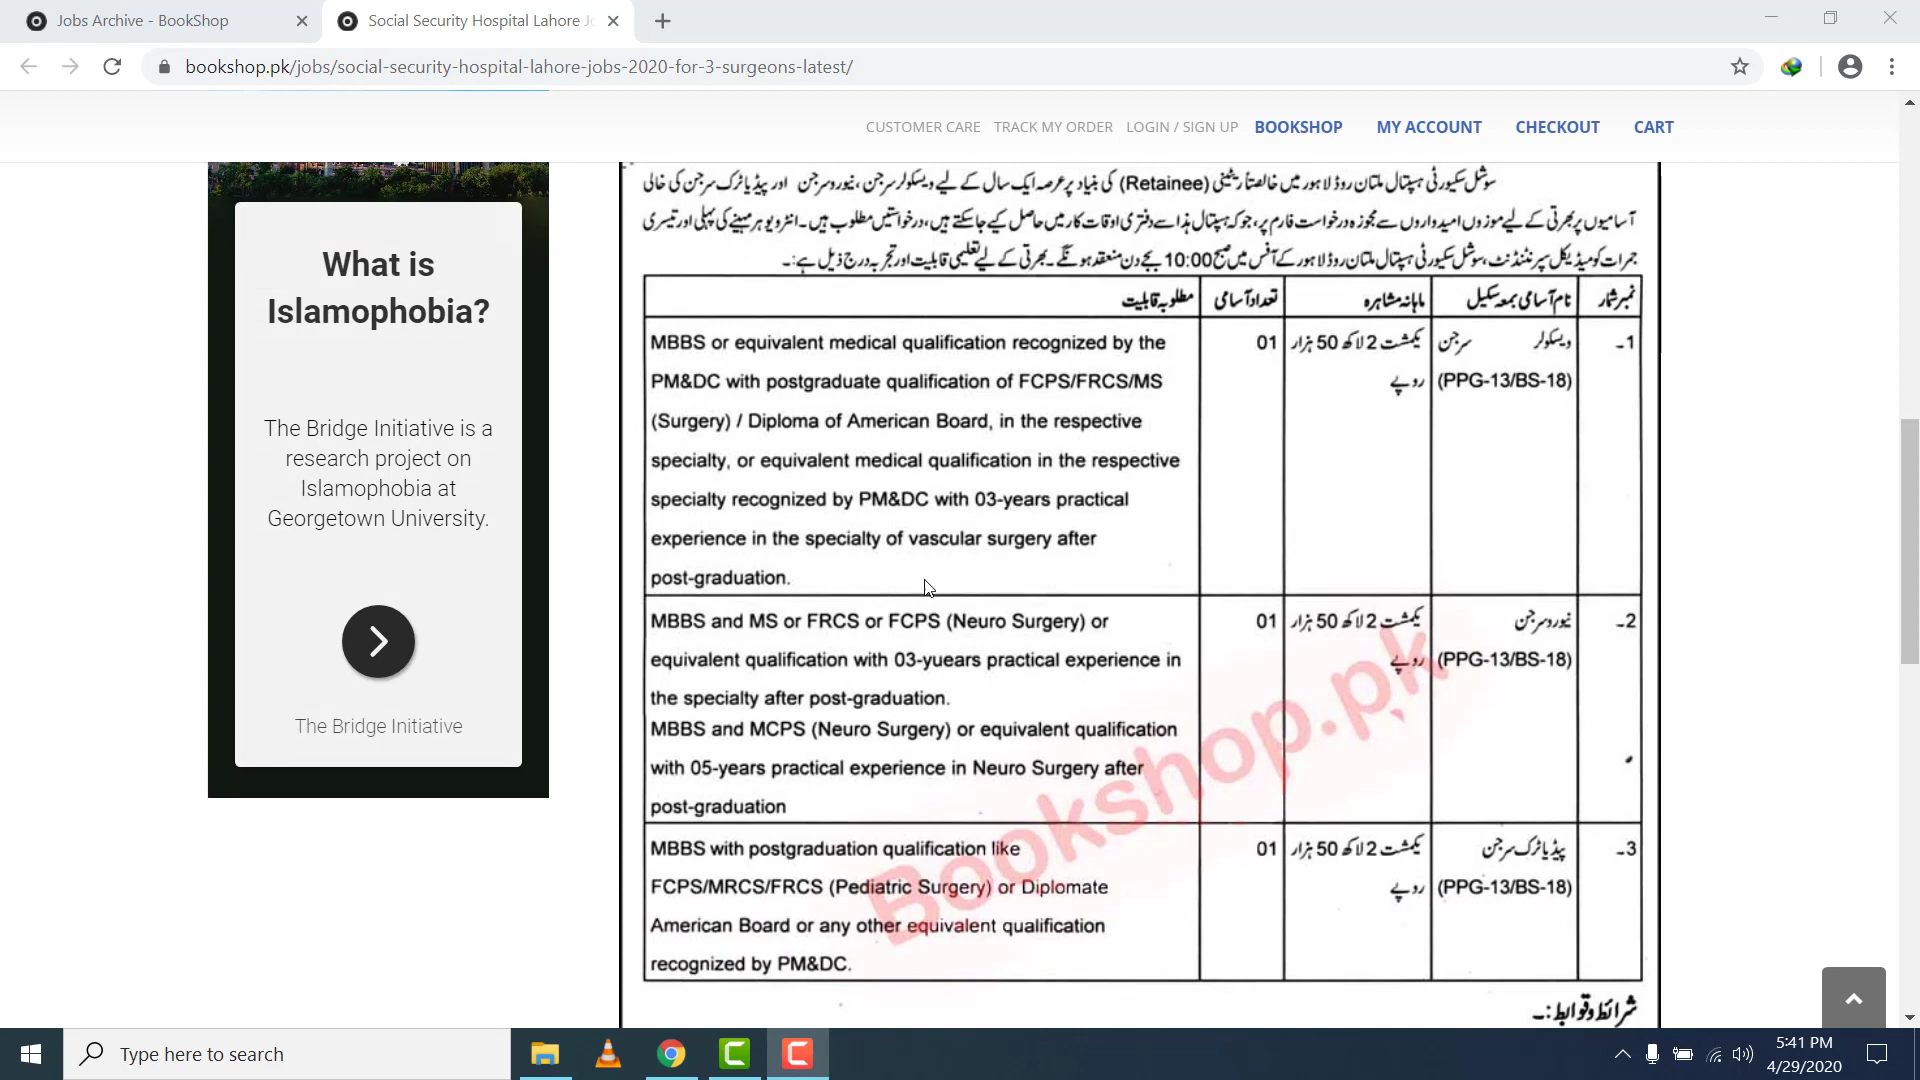 Jobs Archive - BookShop
Social Security Hospital Lahore Jo
bookshop.pk/jobs/social-security-hospital-lahore-jobs-2020-for-3-surgeons-latest/
CUSTOMER CARE TRACK MY ORDER LOGIN / SIGN UP BOOKSHOP MY ACCOUNT CHECKOUT CART
What is
Islamophobia?
The Bridge Initiative is a
research project on
Islamophobia at
Georgetown University.
The Bridge Initiative
سوشل سکیورٹی ہسپتال ملتان روڈ لاہور میں خالصتاً ریٹینی (Retainee) کی بنیاد پر عرصہ ایک سال کے لیے ویسکولر سرجن، نیورو سرجن اور پیڈیاٹرک سرجن کی خالی
آسامیوں پر بھرتی کے لیے موزوں امیدواروں سے مجوزہ درخواست فارم پر، جو کہ ہسپتال ہذا سے دفتری اوقات کار میں حاصل کیے جا سکتے ہیں، درخواستیں مطلوب ہیں۔ انٹرویو ہر مہینے کی پہلی اور تیسری
جمرات کو میڈیکل سپرنٹنڈنٹ، سوشل سکیورٹی ہسپتال ملتان روڈ لاہور کے آفس میں صبح 10:00 بجے دن منعقد ہونگے۔ بھرتی کے لیے تعلیمی قابلیت اور تجربہ درج ذیل ہے:۔
نمبر شمار نام آسامی بمعہ سکیل ماہانہ مشاہرہ تعداد آسامی مطلوبہ قابلیت
1۔ ویسکولر سرجن
(PPG-13/BS-18)
یکمشت 2 لاکھ 50 ہزار
روپے
01
MBBS or equivalent medical qualification recognized by the
PM&DC with postgraduate qualification of FCPS/FRCS/MS
(Surgery) / Diploma of American Board, in the respective
specialty, or equivalent medical qualification in the respective
specialty recognized by PM&DC with 03-years practical
experience in the specialty of vascular surgery after
post-graduation.
2۔ نیورو سرجن
(PPG-13/BS-18)
یکمشت 2 لاکھ 50 ہزار
روپے
01
MBBS and MS or FRCS or FCPS (Neuro Surgery) or
equivalent qualification with 03-yuears practical experience in
the specialty after post-graduation.
MBBS and MCPS (Neuro Surgery) or equivalent qualification
with 05-years practical experience in Neuro Surgery after
post-graduation
3۔ پیڈیاٹرک سرجن
(PPG-13/BS-18)
یکمشت 2 لاکھ 50 ہزار
روپے
01
MBBS with postgraduation qualification like
FCPS/MRCS/FRCS (Pediatric Surgery) or Diplomate
American Board or any other equivalent qualification
recognized by PM&DC.
Bookshop.pk
شرائط و قوابط:۔
Type here to search
5:41 PM
4/29/2020